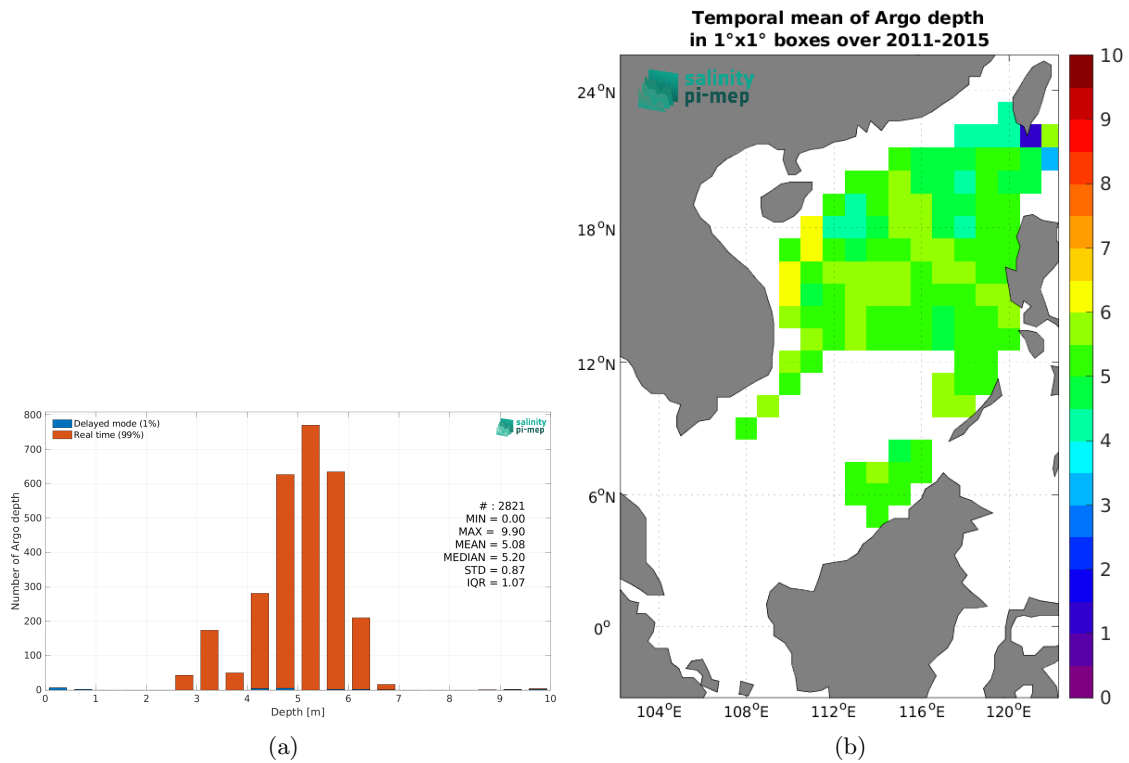 800
700
600
500
400
300
200
100
0
Number of Argo depth
Delayed mode (1%)
Real time (99%)
salinity
pi-mep
# : 2821
MIN = 0.00
MAX = 9.90
MEAN = 5.08
MEDIAN = 5.20
STD = 0.87
IQR = 1.07
0 1 2 3 4 5 6 7 8 9 10
Depth [m]
(a)
Temporal mean of Argo depth
in 1°x1° boxes over 2011-2015
salinity
pi-mep
24°N
18°N
12°N
6°N
0°
104°E 108°E 112°E 116°E 120°E
10
9
8
7
6
5
4
3
2
1
0
(b)